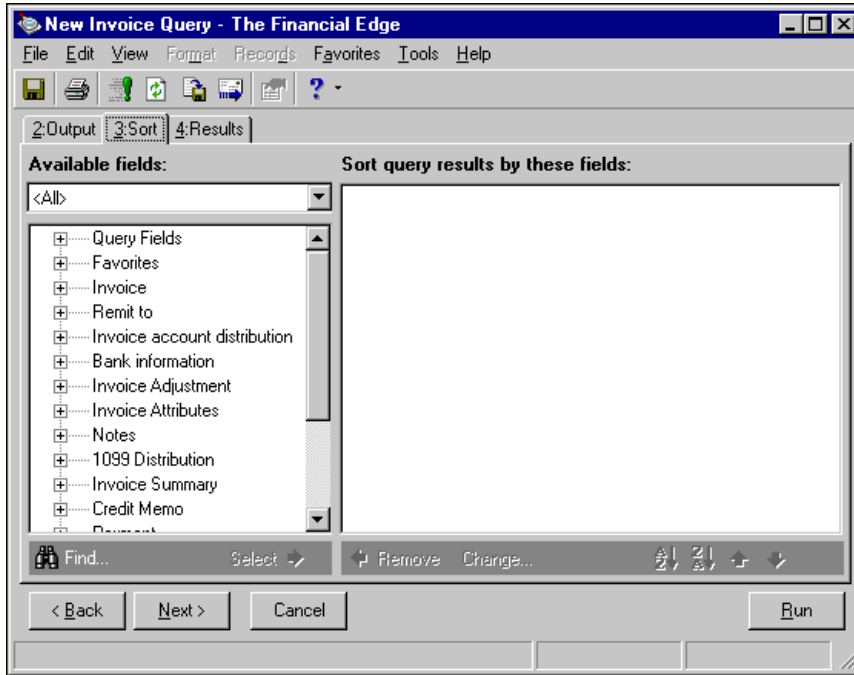 New Invoice Query - The Financial Edge
File Edit View Format Records Favorites Tools Help
?
2:Output 3:Sort 4:Results
Available fields: Sort query results by these fields:
<All>
Query Fields
Favorites
Invoice
Remit to
Invoice account distribution
Bank information
Invoice Adjustment
Invoice Attributes
Notes
1099 Distribution
Invoice Summary
Credit Memo
Payment
Find... Select Remove Change...
< Back Next > Cancel Run